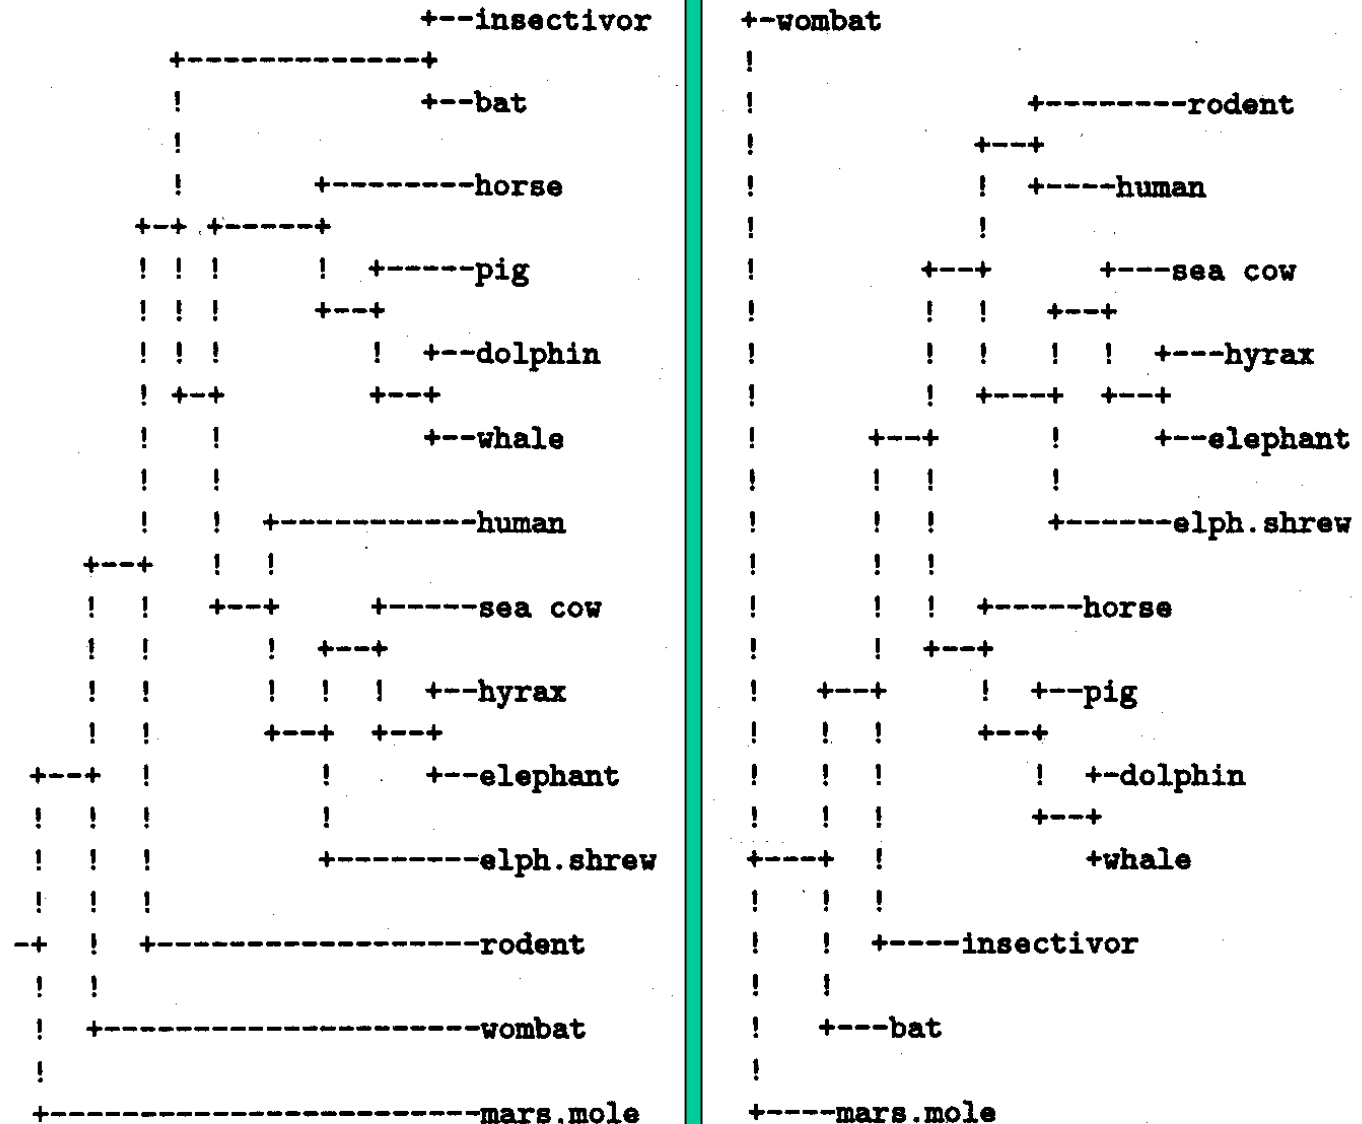 insectivor
bat
horse
pig
dolphin
whale
human
sea cow
hyrax
elephant
elph.shrew
rodent
wombat
mars.mole
wombat
rodent
human
sea cow
hyrax
elephant
elph.shrew
horse
pig
dolphin
whale
insectivor
bat
mars.mole